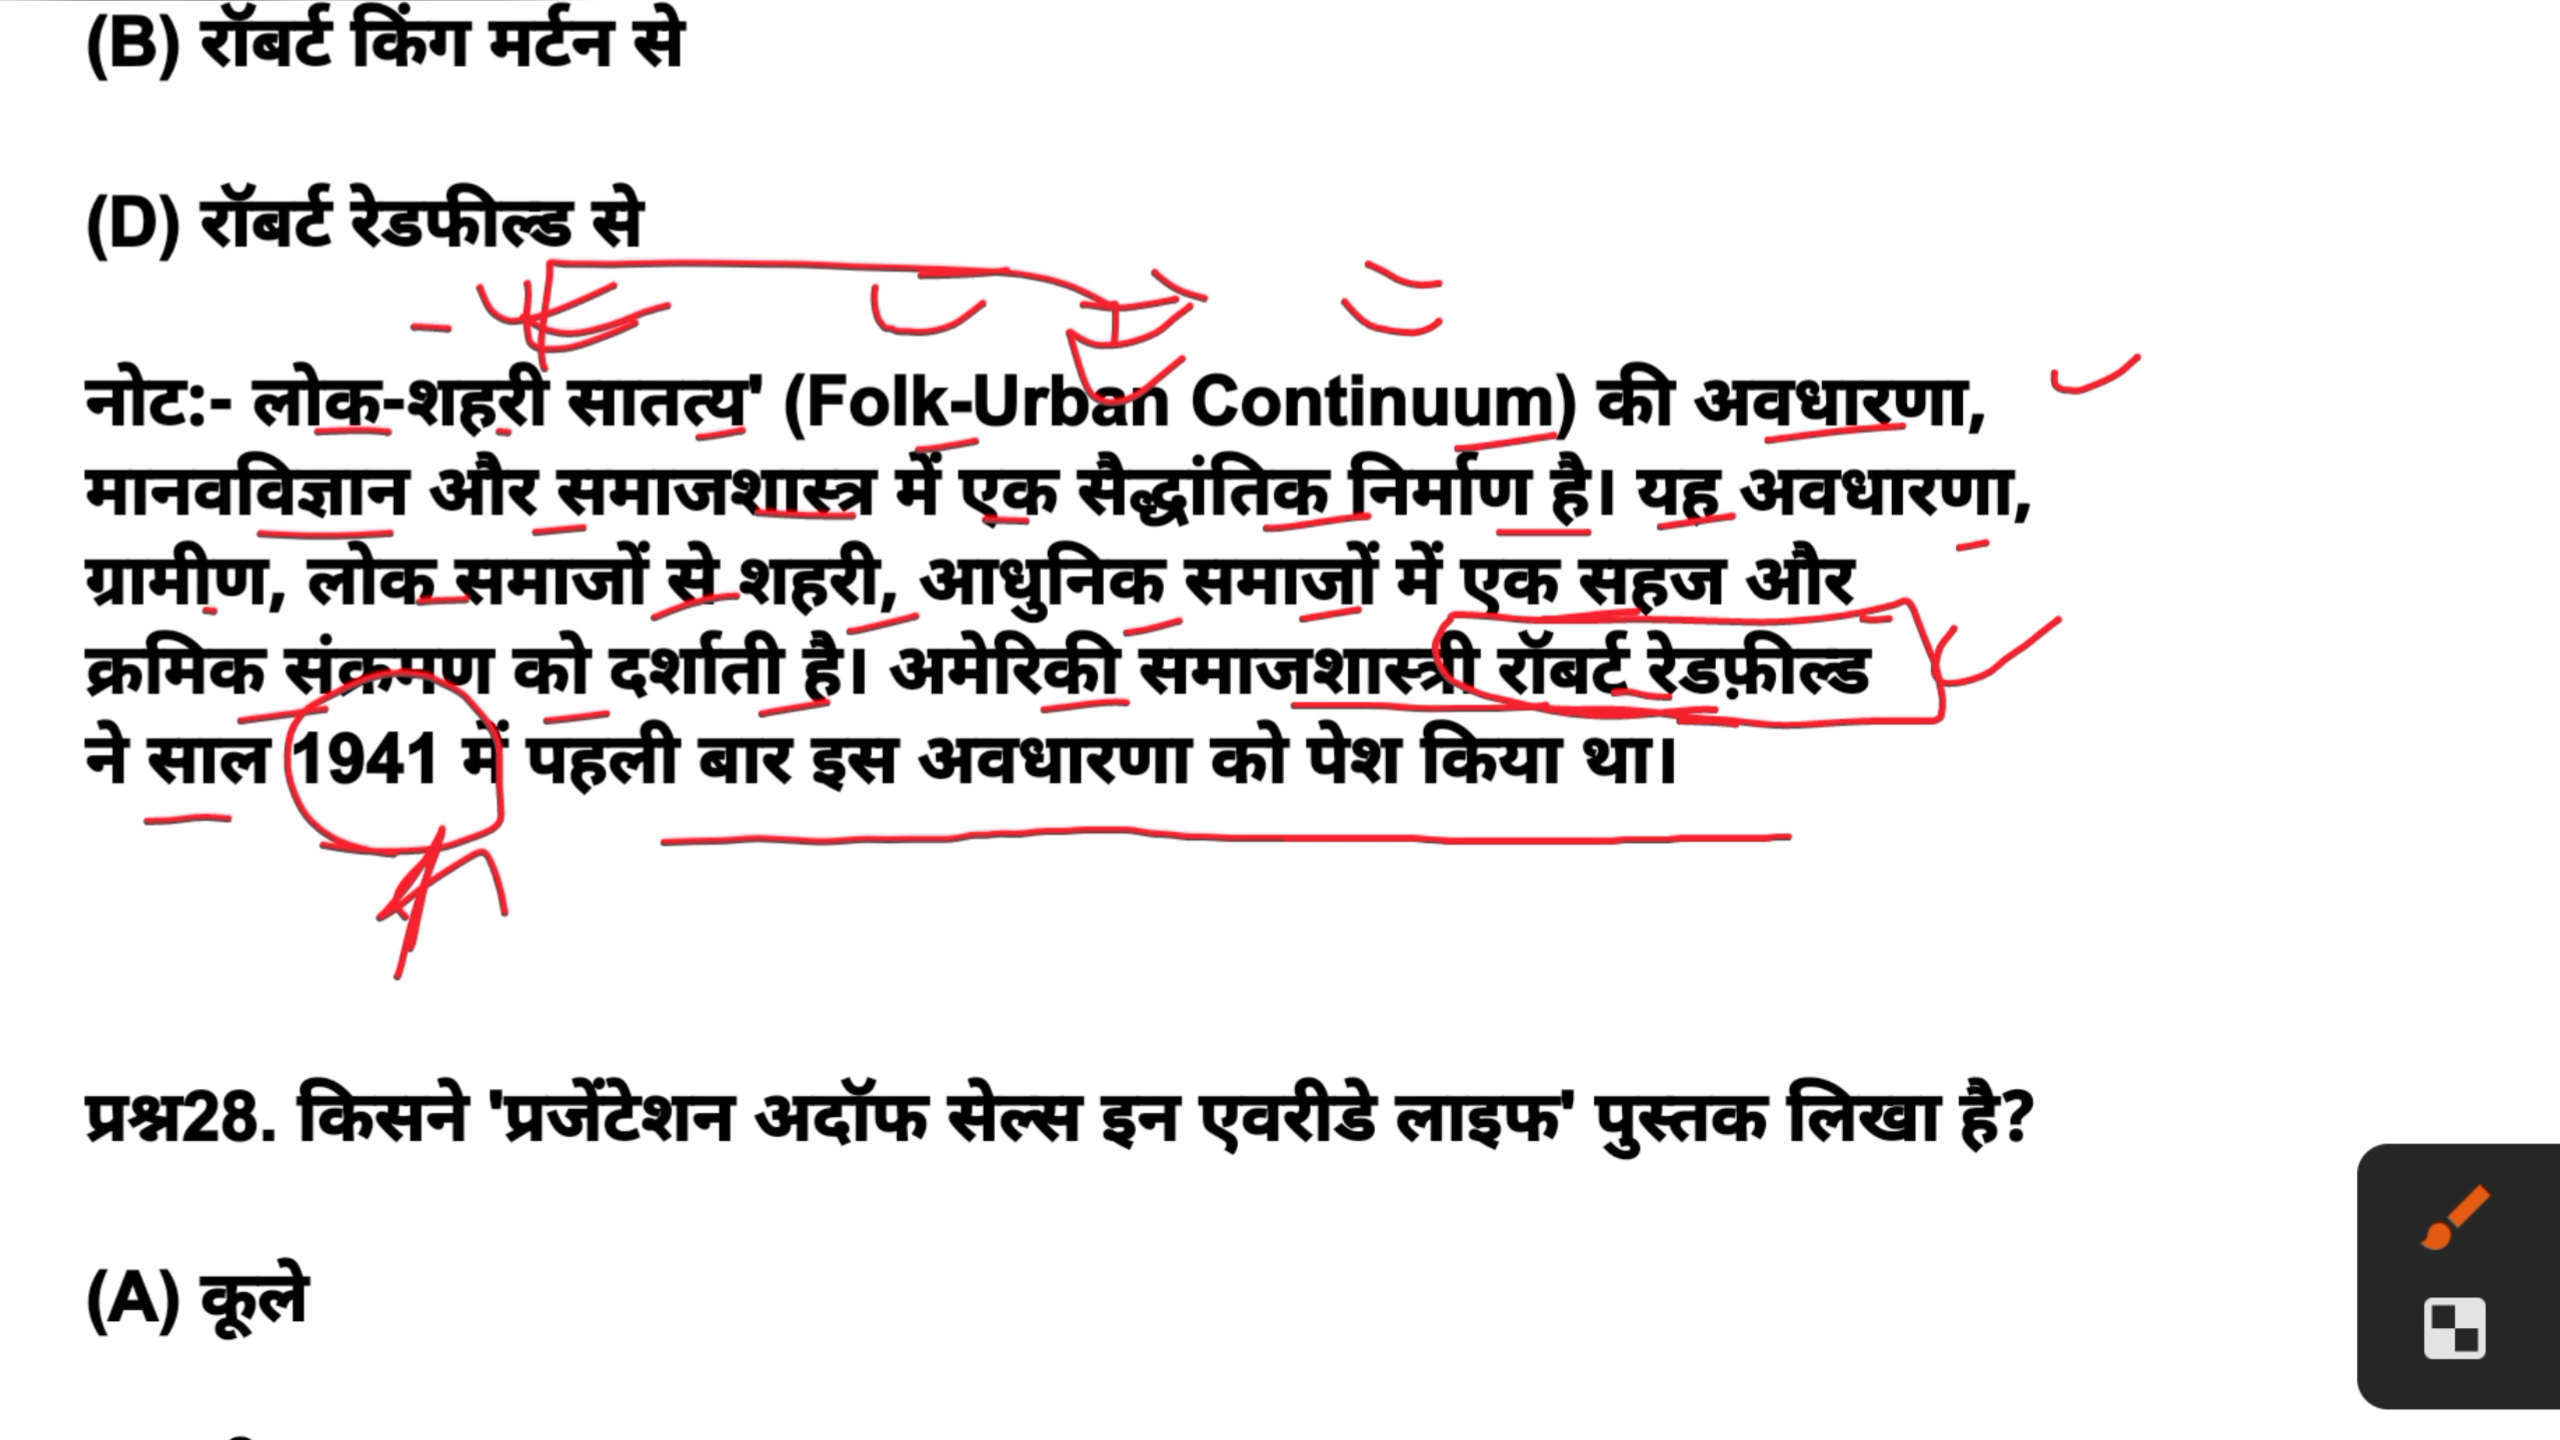 (B) रॉबर्ट किंग मर्टन से
(D) रॉबर्ट रेडफील्ड से
नोट:- लोक-शहरी सातत्य' (Folk-Urban Continuum) की अवधारणा,
मानवविज्ञान और समाजशास्त्र में एक सैद्धांतिक निर्माण है। यह अवधारणा,
ग्रामीण, लोक समाजों से शहरी, आधुनिक समाजों में एक सहज और
क्रमिक संक्रमण को दर्शाती है। अमेरिकी समाजशास्त्री रॉबर्ट रेडफ़ील्ड
ने साल 1941 में पहली बार इस अवधारणा को पेश किया था।
प्रश्न28. किसने 'प्रजेंटेशन अदॉफ सेल्स इन एवरीडे लाइफ' पुस्तक लिखा है?
(A) कूले